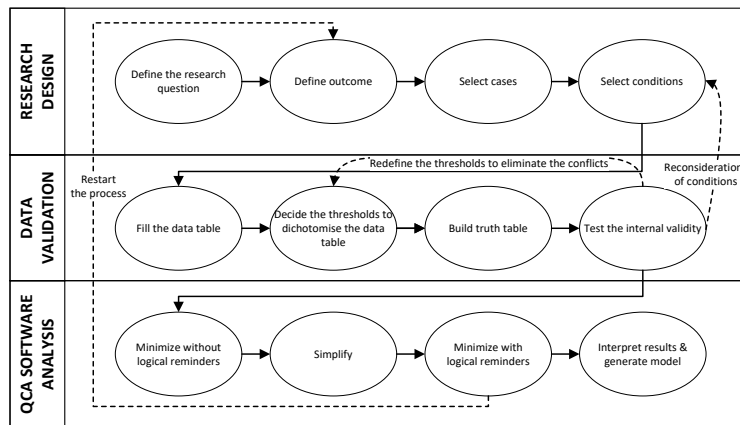 RESEARCH
DESIGN
Define the research
question
Define outcome
Select cases
Select conditions
Redefine the thresholds to eliminate the conflicts
Restart
the process
Reconsideration
of conditions
DATA
VALIDATION
Fill the data table
Decide the thresholds to
dichotomise the data
table
Build truth table
Test the internal validity
QCA SOFTWARE
ANALYSIS
Minimize without
logical reminders
Simplify
Minimize with
logical reminders
Interpret results &
generate model